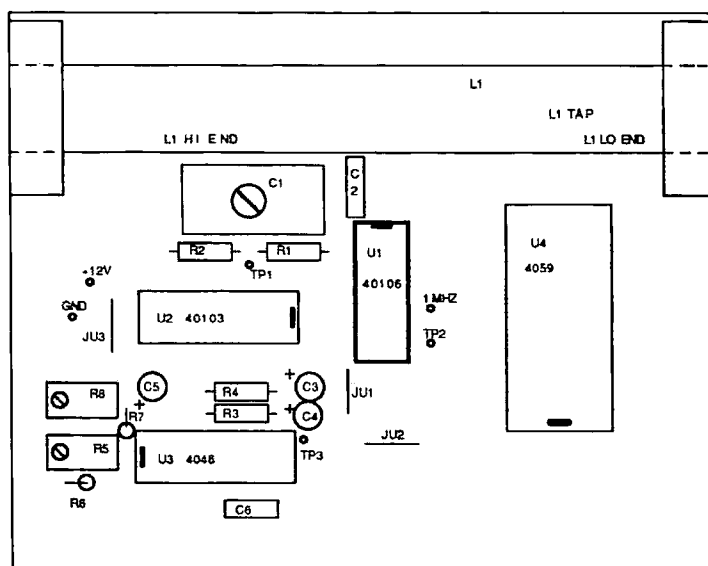 L1
L1 TAP
L1 HI END
L1 LO END
C1
C2
R2
R1
U1
U4
TP1
40106
4059
+12V
GND
1 MHZ
U2 40103
TP2
JU3
R8
C5
R4
C3
JU1
R7
R3
C4
JU2
R5
U3 4046
TP3
R6
C6
+
+
+